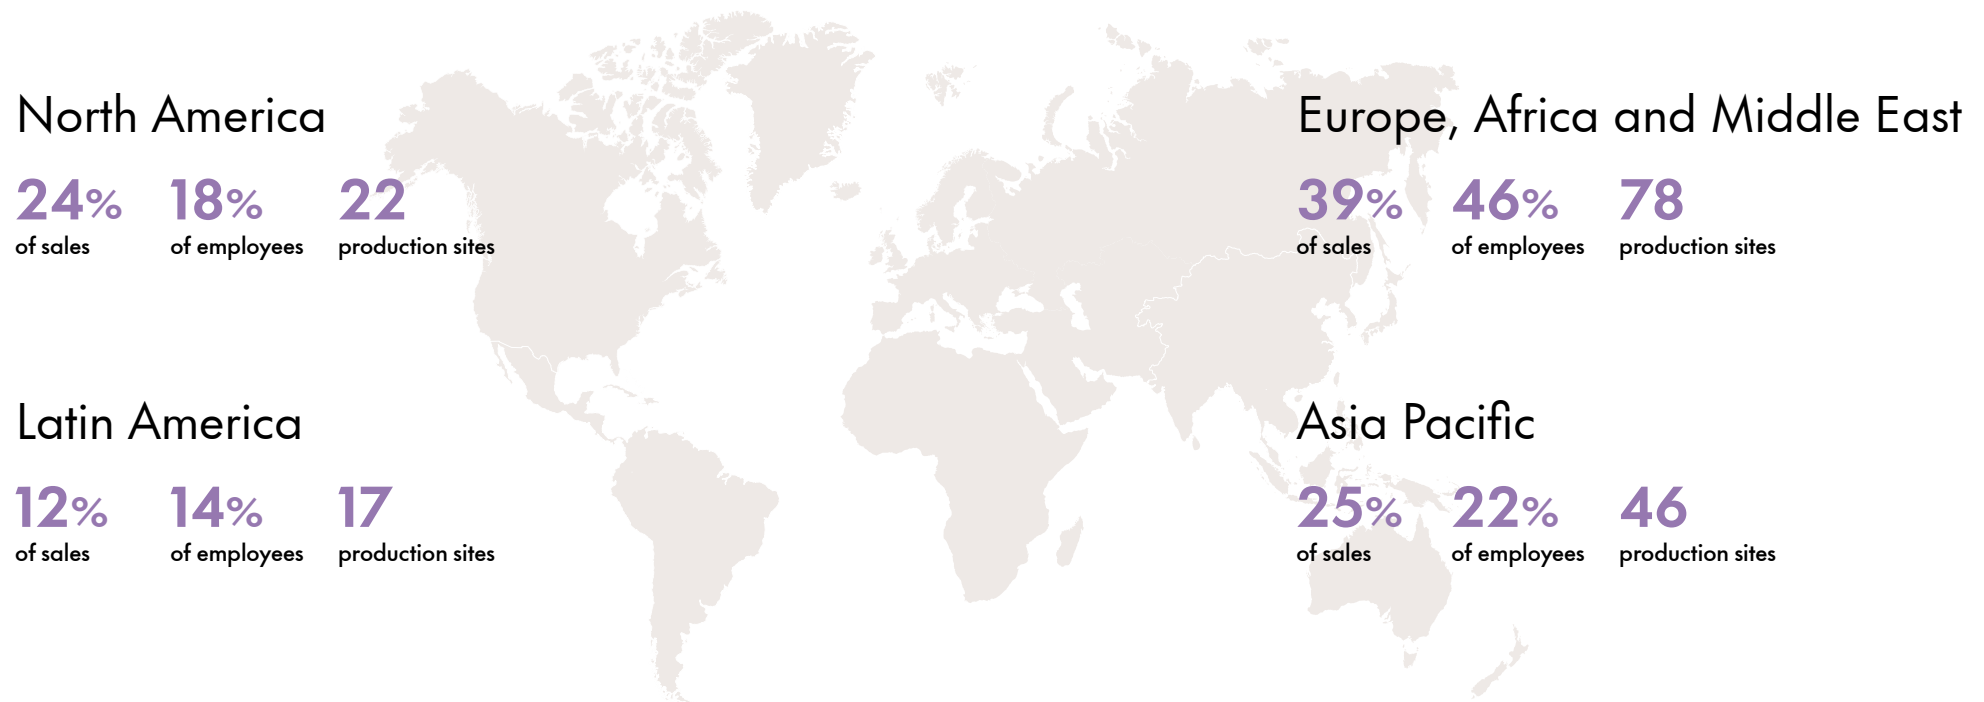 North America
24% 18% 22
of sales of employees production sites
Latin America
12% 14% 17
of sales of employees production sites
Europe, Africa and Middle East
39% 46% 78
of sales of employees production sites
Asia Pacific
25% 22% 46
of sales of employees production sites